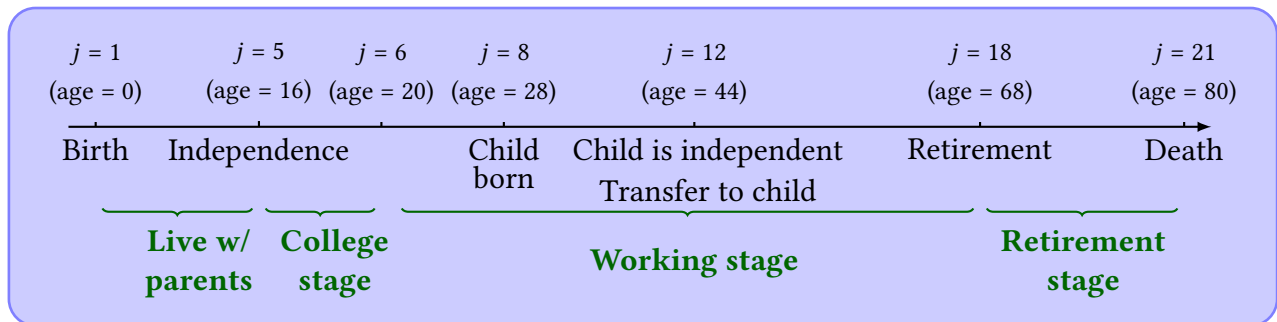 j = 1 j = 5 j = 6 j = 8 j = 12 j = 18 j = 21
(age = 0) (age = 16) (age = 20) (age = 28) (age = 44) (age = 68) (age = 80)
Birth Independence Child Child is independent Retirement Death
born Transfer to child
Live w/ College Working stage Retirement
parents stage stage